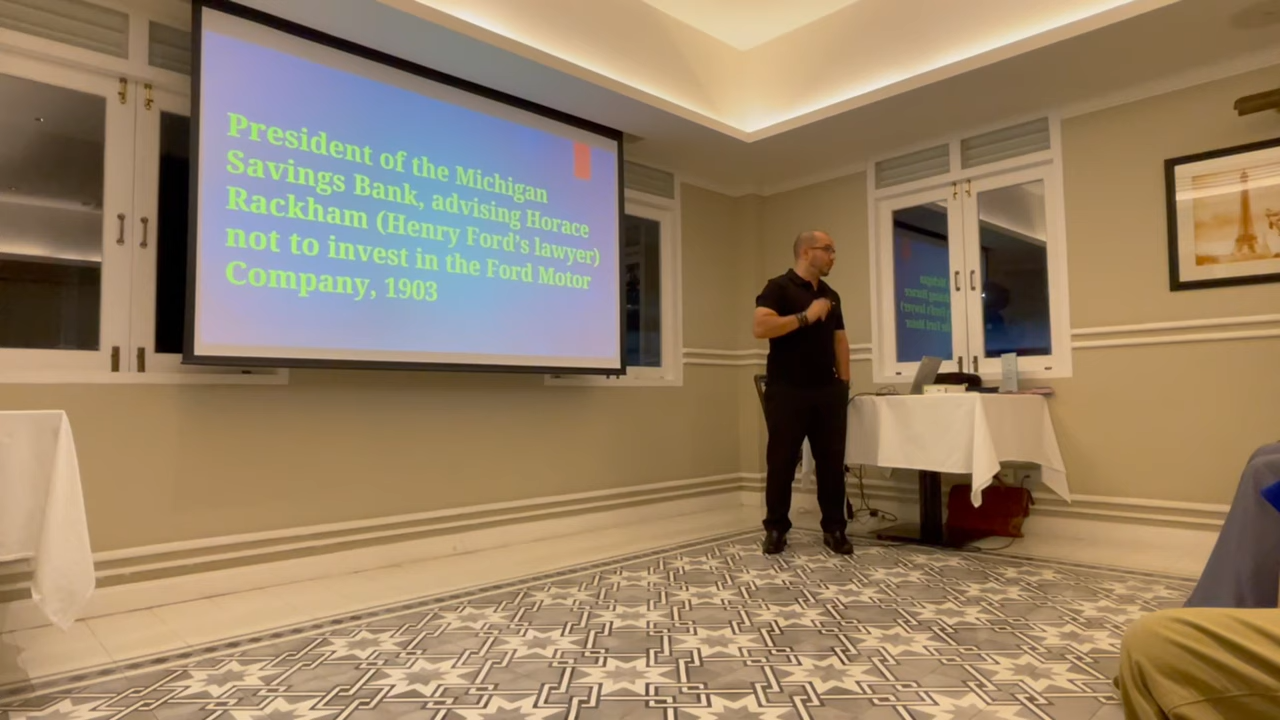 President of the Michigan
Savings Bank, advising Horace
Rackham (Henry Ford's lawyer)
not to invest in the Ford Motor
Company, 1903